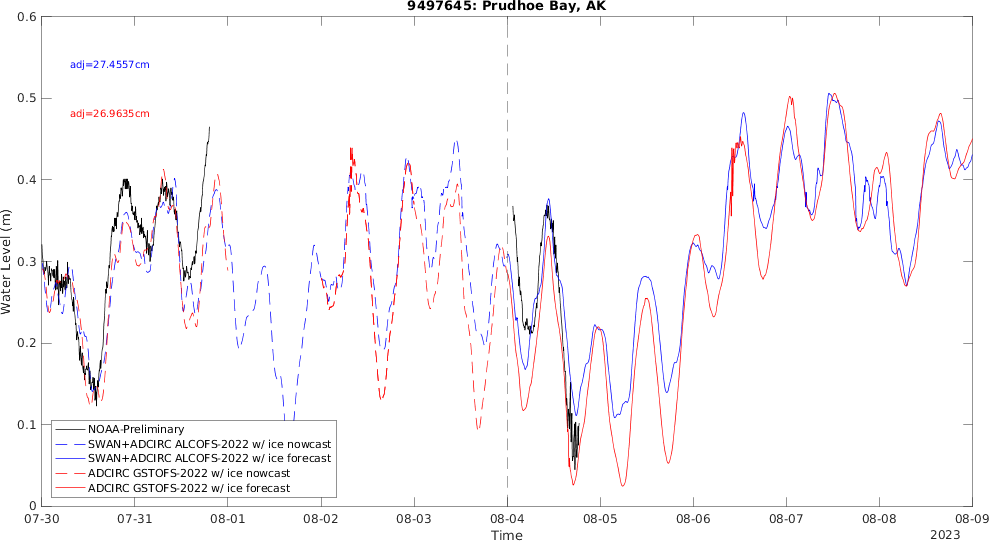 9497645: Prudhoe Bay, AK
0.6
adj=27.4557cm
0.5
adj=26.9635cm
0.4
0.3
Water Level (m)
0.2
0.1
NOAA-Preliminary
SWAN+ADCIRC ALCOFS-2022 w/ ice nowcast
SWAN+ADCIRC ALCOFS-2022 w/ ice forecast
ADCIRC GSTOFS-2022 w/ ice nowcast
ADCIRC GSTOFS-2022 w/ ice forecast
0
07-30 07-31 08-01 08-02 08-03 08-04 08-05 08-06 08-07 08-08 08-09
Time
2023